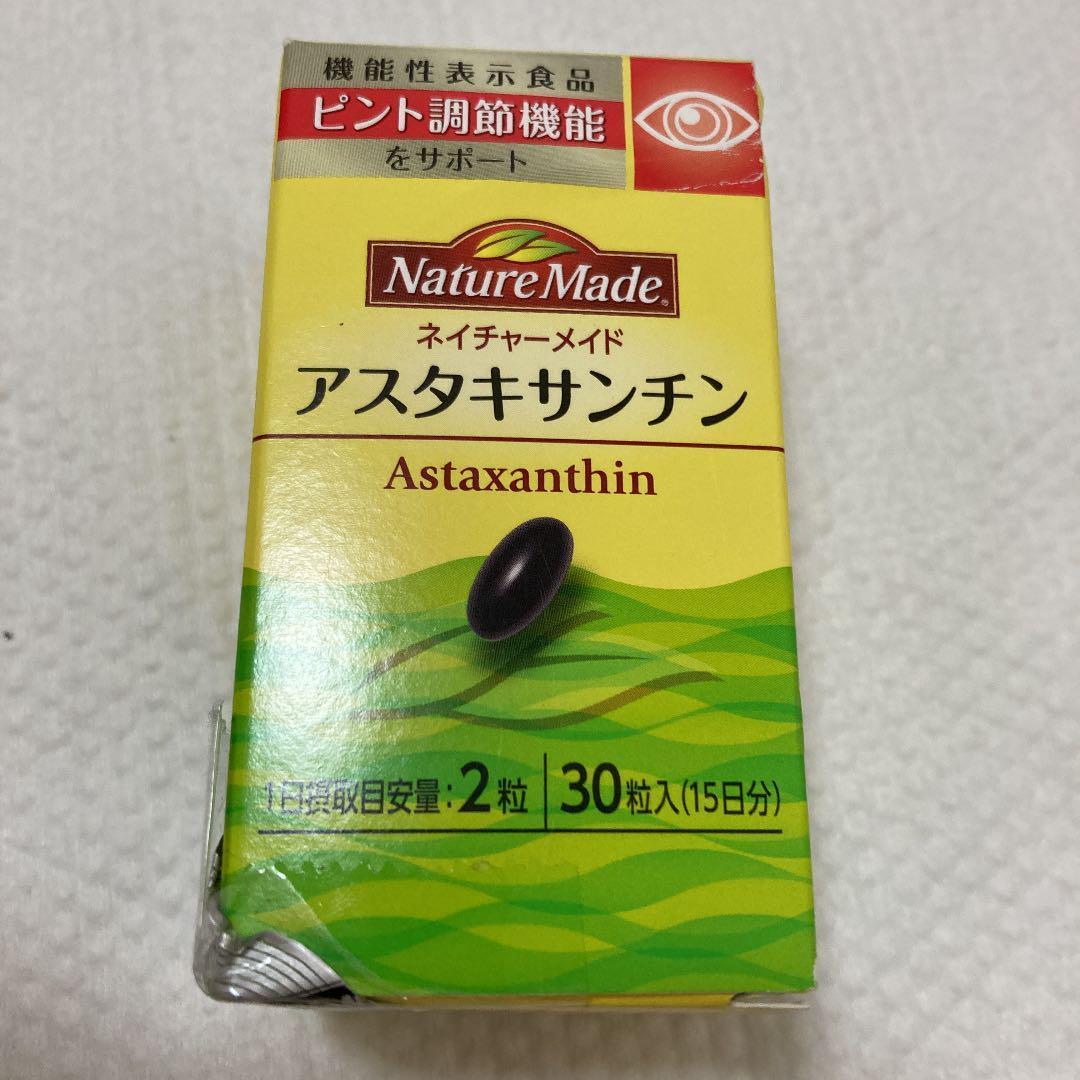 機能性表示食品
ピント調節機能
をサポート
Nature Made®
ネイチャーメイド
アスタキサンチン
Astaxanthin
1日摂取目安量:2粒 30粒入(15日分)